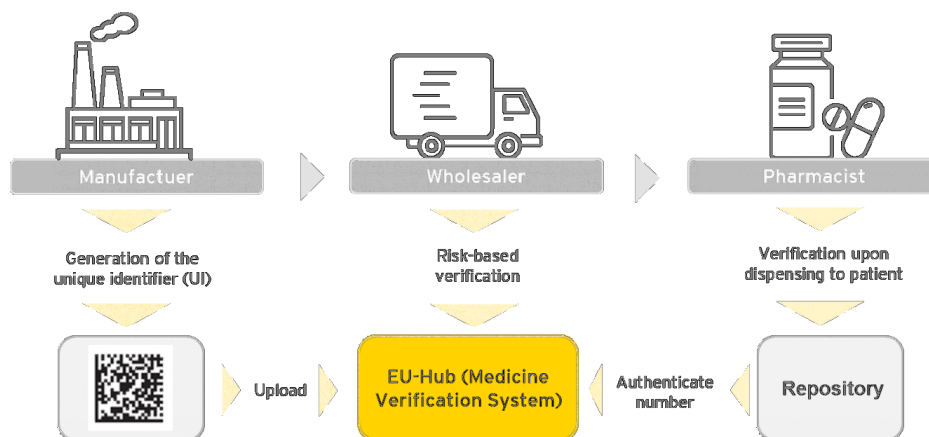 Manufactuer
Wholesaler
Pharmacist
Generation of the
unique identifier (UI)
Risk-based
verification
Verification upon
dispensing to patient
Upload
EU-Hub (Medicine
Verification System)
Authenticate
number
Repository